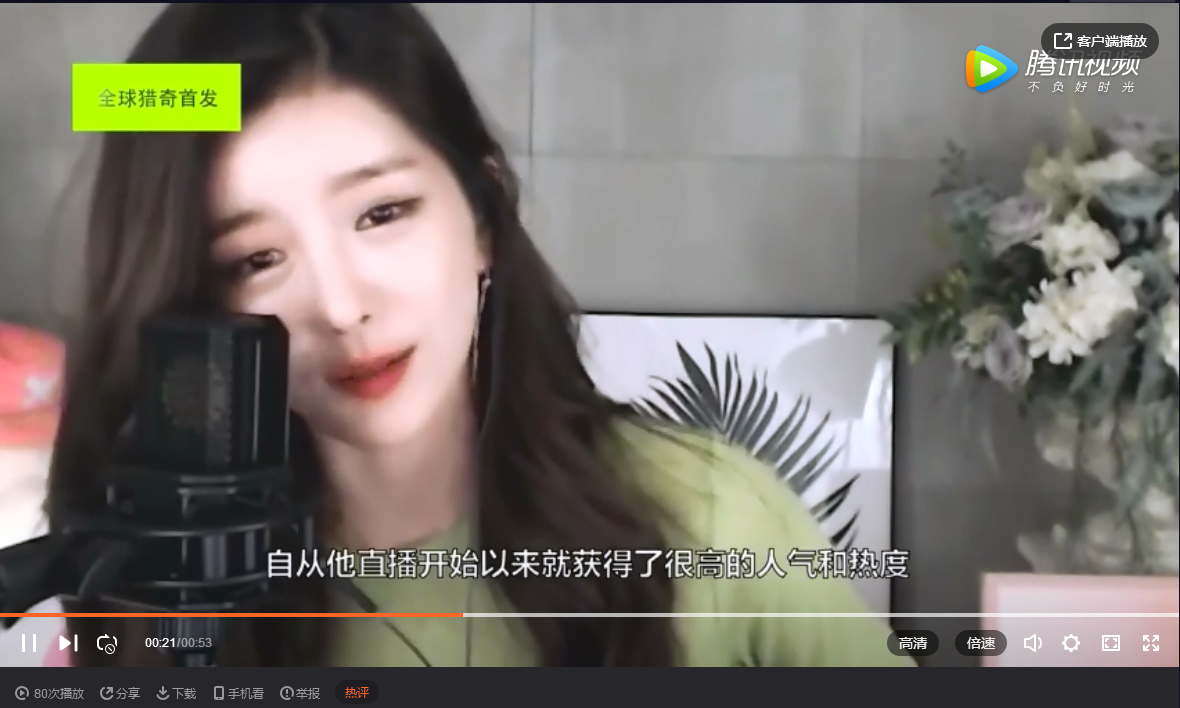 客户端播放
腾讯视频
不负好时光
全球猎奇首发
自从他直播开始以来就获得了很高的人气和热度
00:21/00:53
高清
倍速
80次播放 分享 下载 手机看 举报 热评